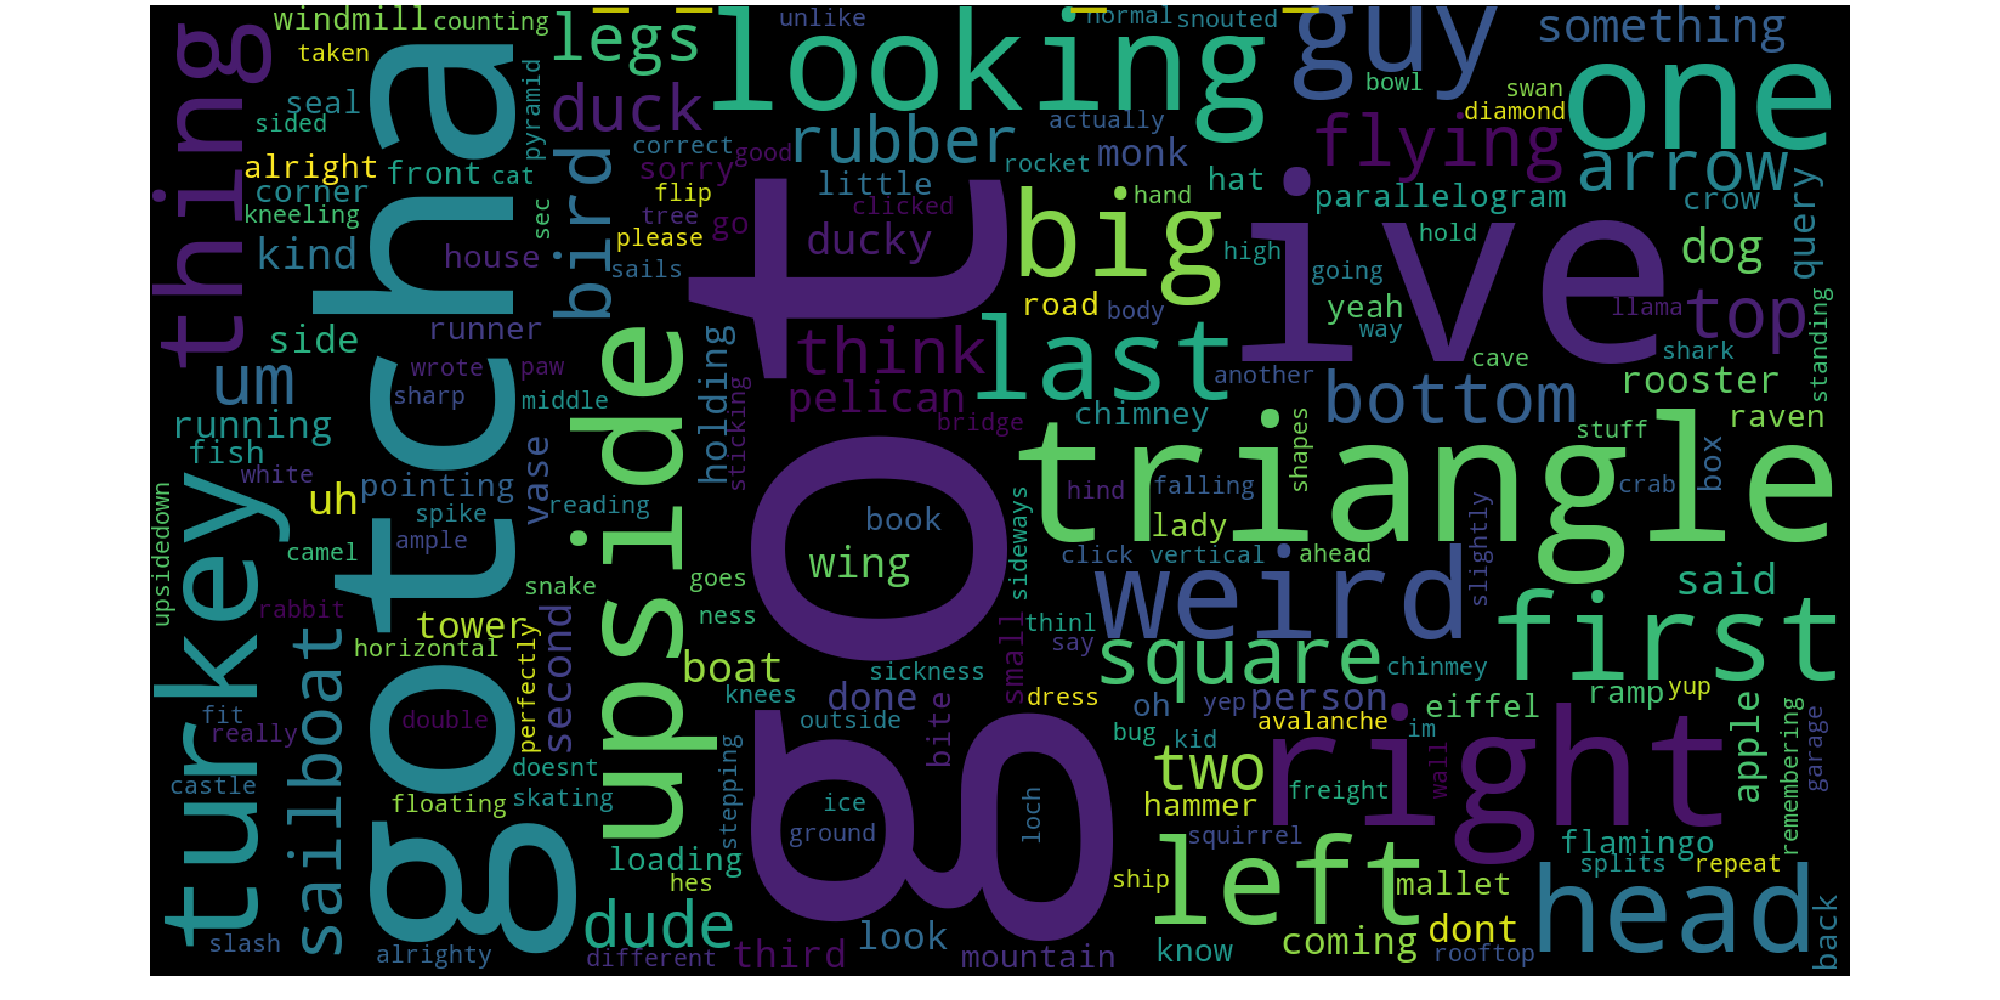 windmill
counting
taken
thing
legs
looking
unlike
normal
snouted
guy
something
bowl
swan
diamond
one
seal
sided
pyramid
duck
rubber
actually
monk
rocket
flying
arrow
alright
front
cat
correct
sorry
good
corner
kneeling
flip
tree
please
little
clicked
go
hat
hand
parallelogram
crow
query
kind
house
sec
bird
sails
ducky
big
high
hold
going
dog
gotcha
got
ive
side
runner
road
body
yeah
way
llama
top
standing
um
wrote
paw
sharp
middle
upside
holding
sticking
think
pelican
bridge
last
another
cave
shark
rooster
bottom
chimney
raven
running
fish
white
pointing
vase
reading
spike
ample
uh
camel
upsidedown
turkey
book
wing
triangle
shapes
stuff
crab
box
hind
falling
lady
sideways
click
vertical
ahead
slightly
snake
goes
ness
rabbit
tower
horizontal
perfectly
second
weird
said
thinl
say
small
square
first
chinmey
sailboat
boat
sickness
knees
done
outside
bite
dress
oh
yep
person
avalanche
im
eiffel
ramp
yup
apple
remembering
garage
fit
really
double
castle
floating
doesnt
skating
stepping
ice
ground
loch
bug
kid
two
right
wall
hammer
freight
squirrel
flamingo
splits
repeat
loading
hes
ship
left
mallet
head
back
slash
alrighty
dude
different
third
look
mountain
know
coming
dont
rooftop